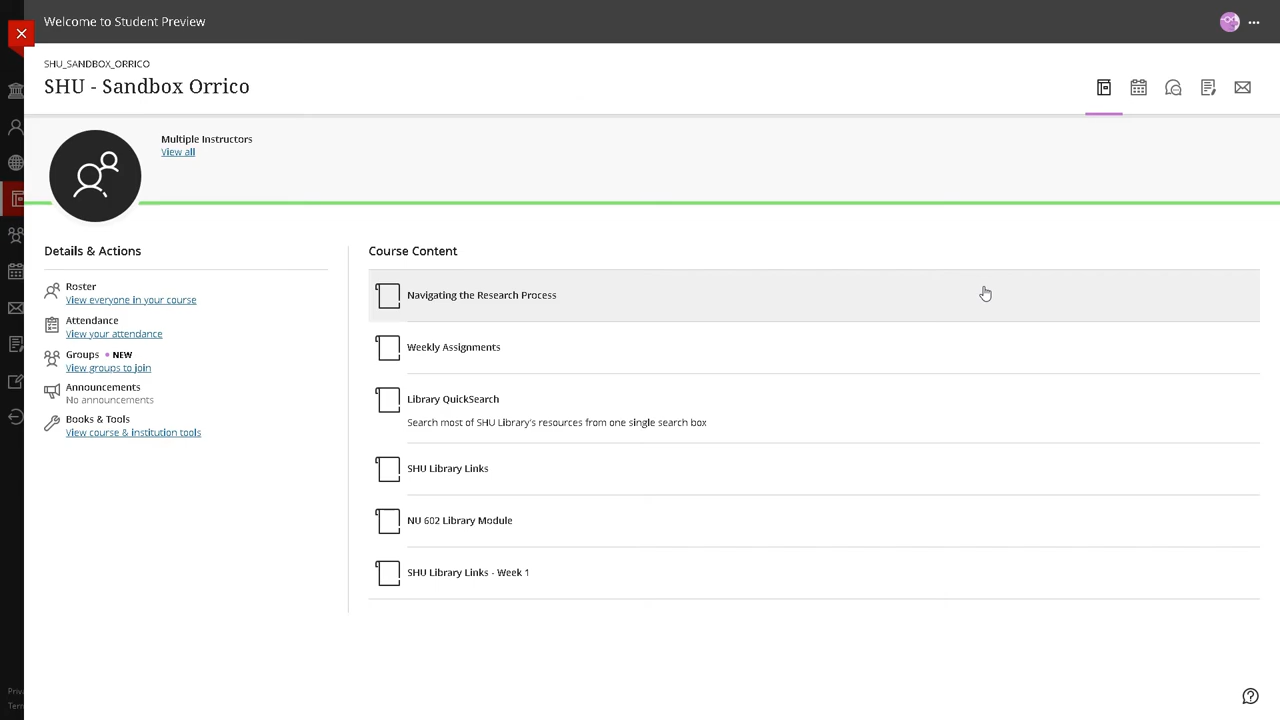 Welcome to Student Preview
SHU_SANDBOX_ORRICO
SHU - Sandbox Orrico
Multiple Instructors
View all
Details & Actions
Roster
View everyone in your course
Attendance
View your attendance
Groups • NEW
View groups to join
Announcements
No announcements
Books & Tools
View course & institution tools
Course Content
Navigating the Research Process
Weekly Assignments
Library QuickSearch
Search most of SHU Library's resources from one single search box
SHU Library Links
NU 602 Library Module
SHU Library Links - Week 1